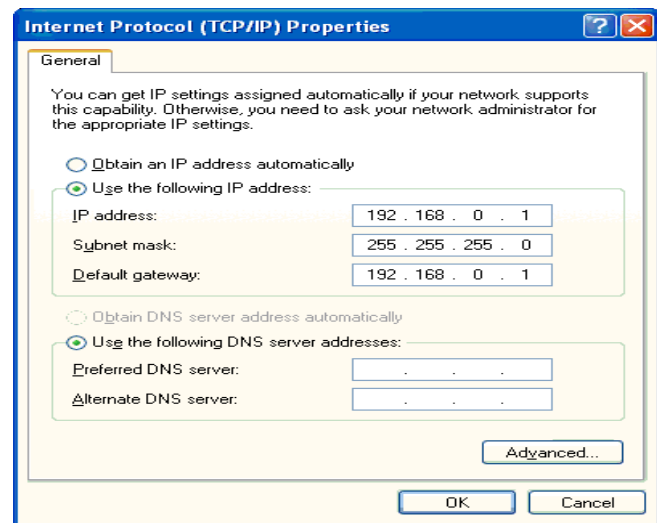 Internet Protocol (TCP/IP) Properties
General
You can get IP settings assigned automatically if your network supports
this capability. Otherwise, you need to ask your network administrator for
the appropriate IP settings.
Obtain an IP address automatically
Use the following IP address:
IP address: 192 . 168 . 0 . 1
Subnet mask: 255 . 255 . 255 . 0
Default gateway: 192 . 168 . 0 . 1
Obtain DNS server address automatically
Use the following DNS server addresses:
Preferred DNS server: . . .
Alternate DNS server: . . .
Advanced...
OK Cancel